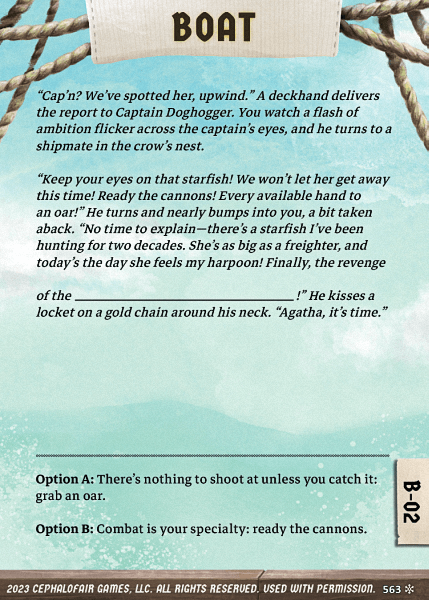 BOAT
“Cap’n? We’ve spotted her, upwind.” A deckhand delivers
the report to Captain Doghogger. You watch a flash of
ambition flicker across the captain’s eyes, and he turns to a
shipmate in the crow’s nest.
“Keep your eyes on that starfish! We won’t let her get away
this time! Ready the cannons! Every available hand to
an oar!” He turns and nearly bumps into you, a bit taken
aback. “No time to explain—there’s a starfish I’ve been
hunting for two decades. She’s as big as a freighter, and
today’s the day she feels my harpoon! Finally, the revenge
of the ______________________________!” He kisses a
locket on a gold chain around his neck. “Agatha, it’s time.”
Option A: There’s nothing to shoot at unless you catch it:
grab an oar.
Option B: Combat is your specialty: ready the cannons.
B-02
2023 CEPHALOFAIR GAMES, LLC. ALL RIGHTS RESERVED. USED WITH PERMISSION. 563